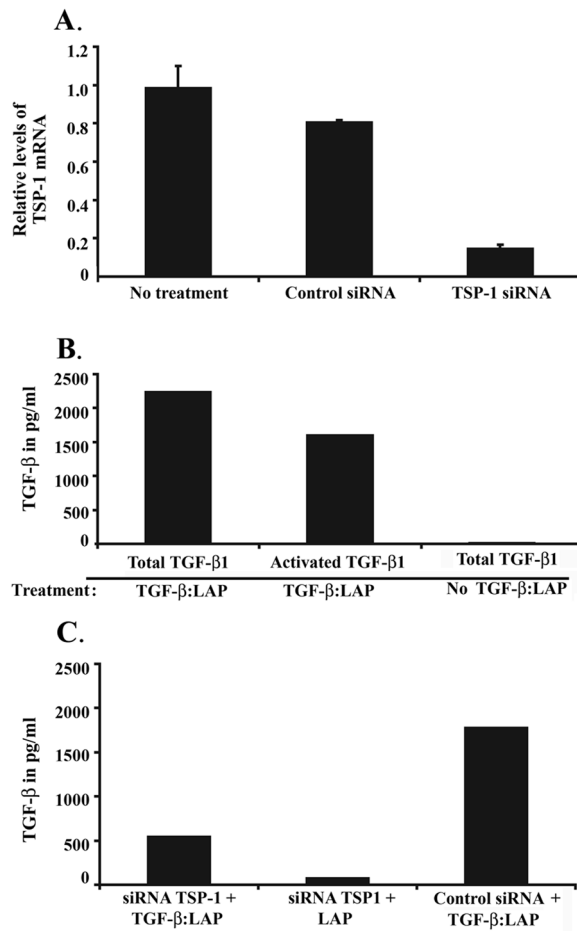 A.
Relative levels of
TSP-1 mRNA
1.2
1.0
0.8
0.6
0.4
0.2
0
No treatment
Control siRNA
TSP-1 siRNA
B.
TGF-β in pg/ml
2500
2000
1500
1000
500
0
Total TGF-β1
Activated TGF-β1
Total TGF-β1
Treatment:
TGF-β:LAP
TGF-β:LAP
No TGF-β:LAP
C.
TGF-β in pg/ml
2500
2000
1500
1000
500
0
siRNA TSP-1 +
TGF-β:LAP
siRNA TSP1 +
LAP
Control siRNA +
TGF-β:LAP